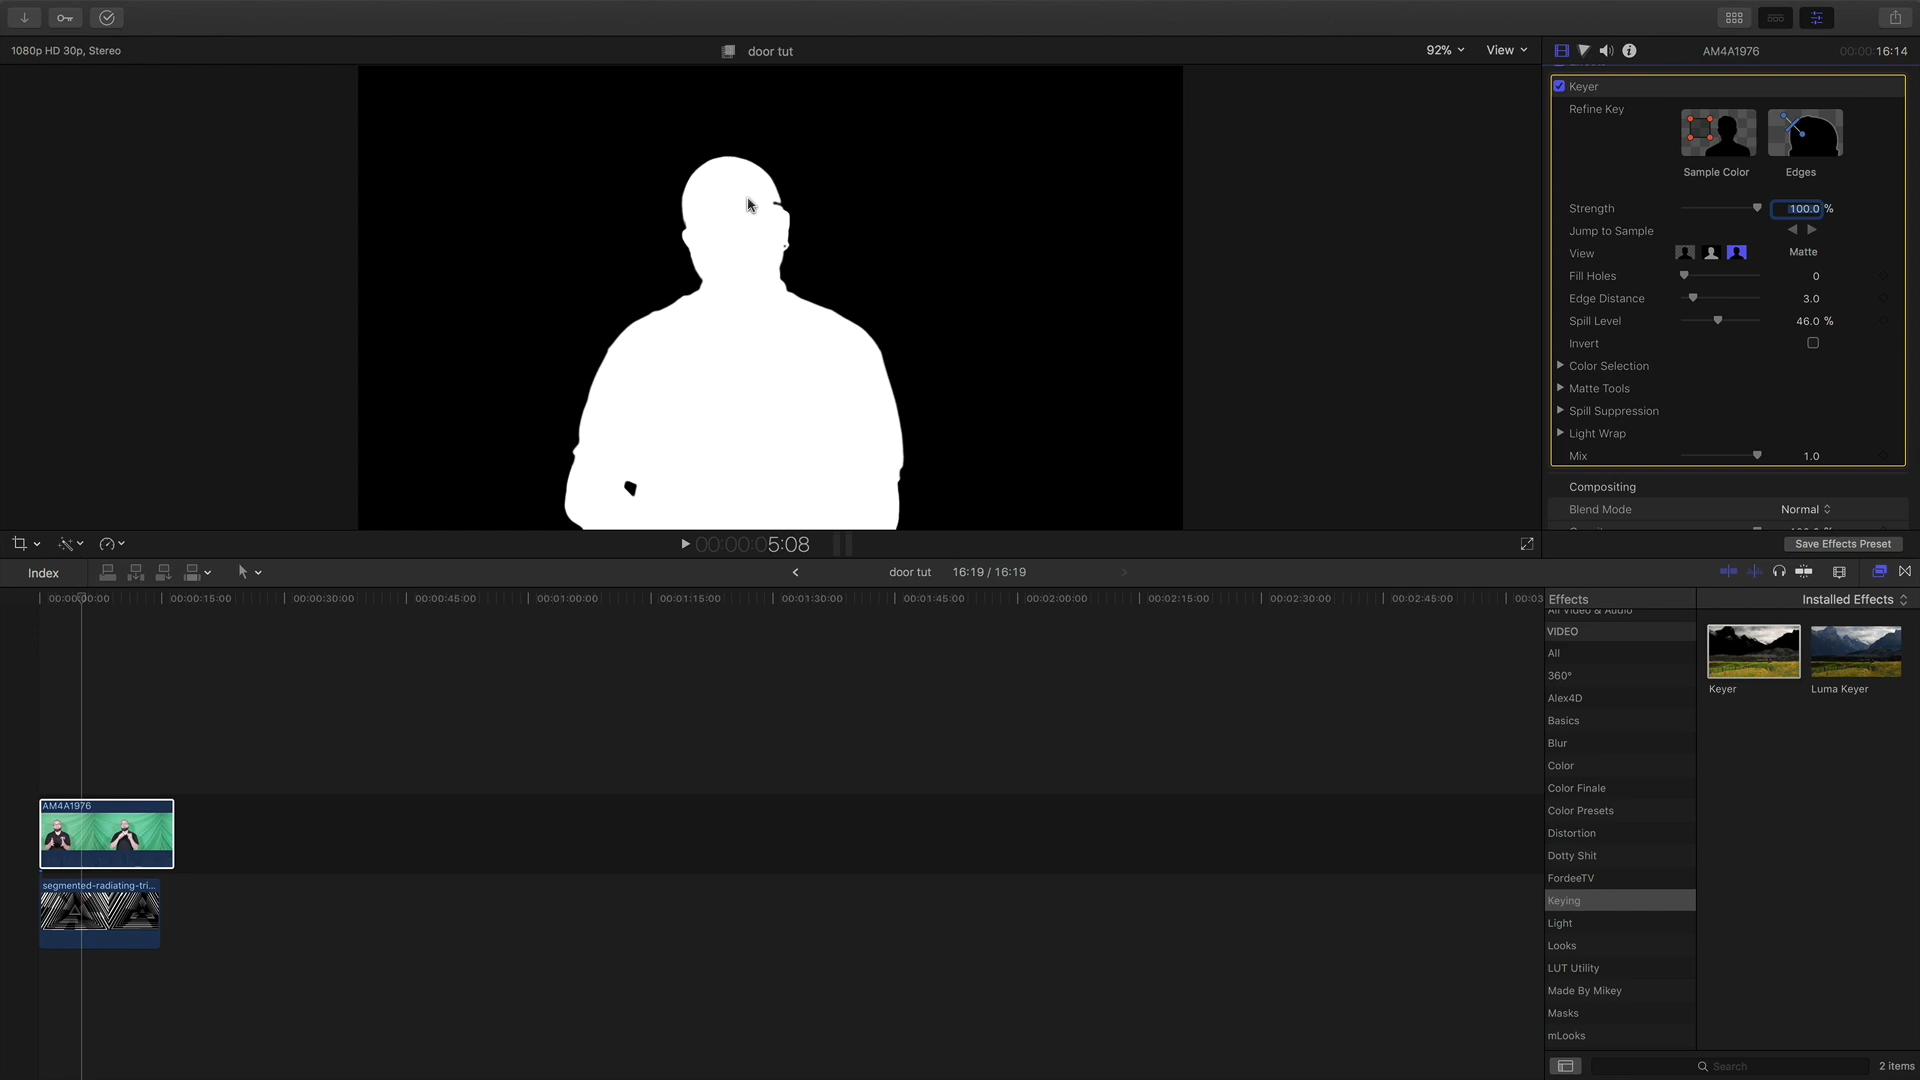 1080p HD 30p, Stereo
door tut
92%
View
AM4A1976
00:00:16:14
Keyer
Refine Key
Sample Color
Edges
Strength
100.0 %
Jump to Sample
View
Matte
Fill Holes
0
Edge Distance
3.0
Spill Level
46.0 %
Invert
Color Selection
Matte Tools
Spill Suppression
Light Wrap
Mix
1.0
Compositing
Blend Mode
Normal
00:00:05:08
Save Effects Preset
Index
door tut
16:19 / 16:19
00:00:00:00
00:00:15:00
00:00:30:00
00:00:45:00
00:01:00:00
00:01:15:00
00:01:30:00
00:01:45:00
00:02:00:00
00:02:15:00
00:02:30:00
00:02:45:00
00:03
Effects
Installed Effects
All Video & Audio
VIDEO
All
360°
Alex4D
Basics
Blur
Color
Color Finale
Color Presets
Distortion
Dotty Shit
FordeeTV
Keying
Light
Looks
LUT Utility
Made By Mikey
Masks
mLooks
Keyer
Luma Keyer
AM4A1976
segmented-radiating-tri...
Search
2 items